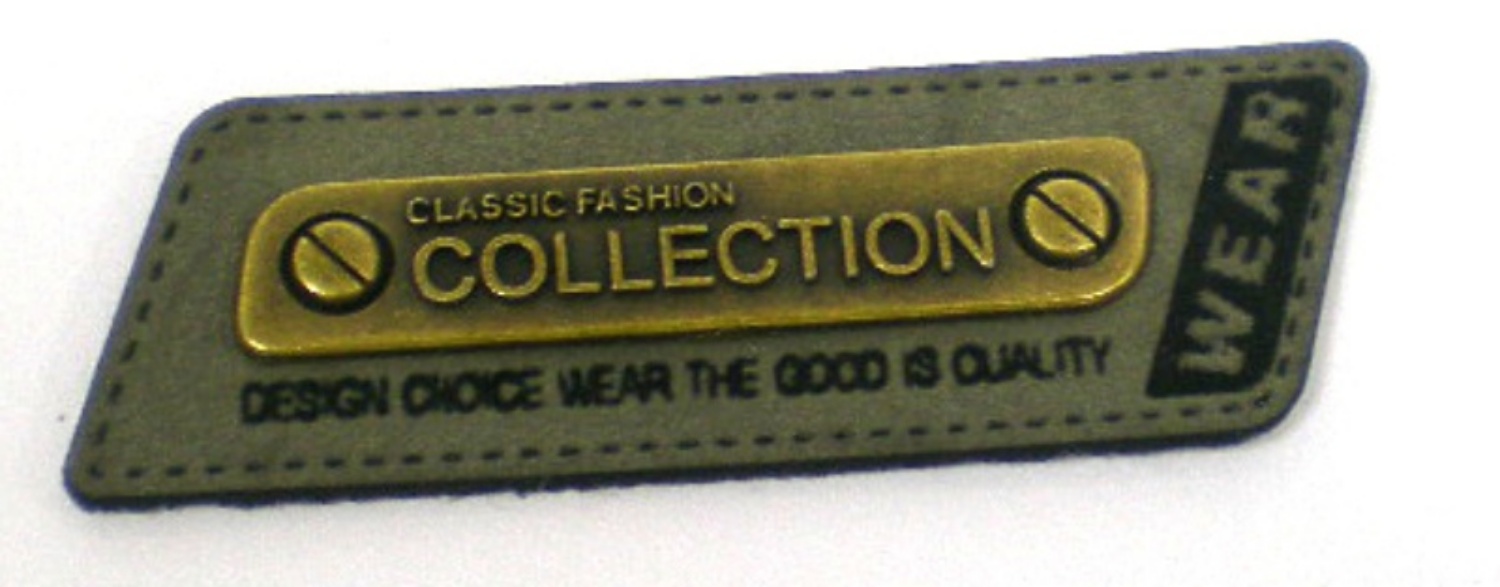 CLASSIC FASHION
COLLECTION
DESIGN CHOICE WEAR THE GOOD IS QUALITY
WEAR